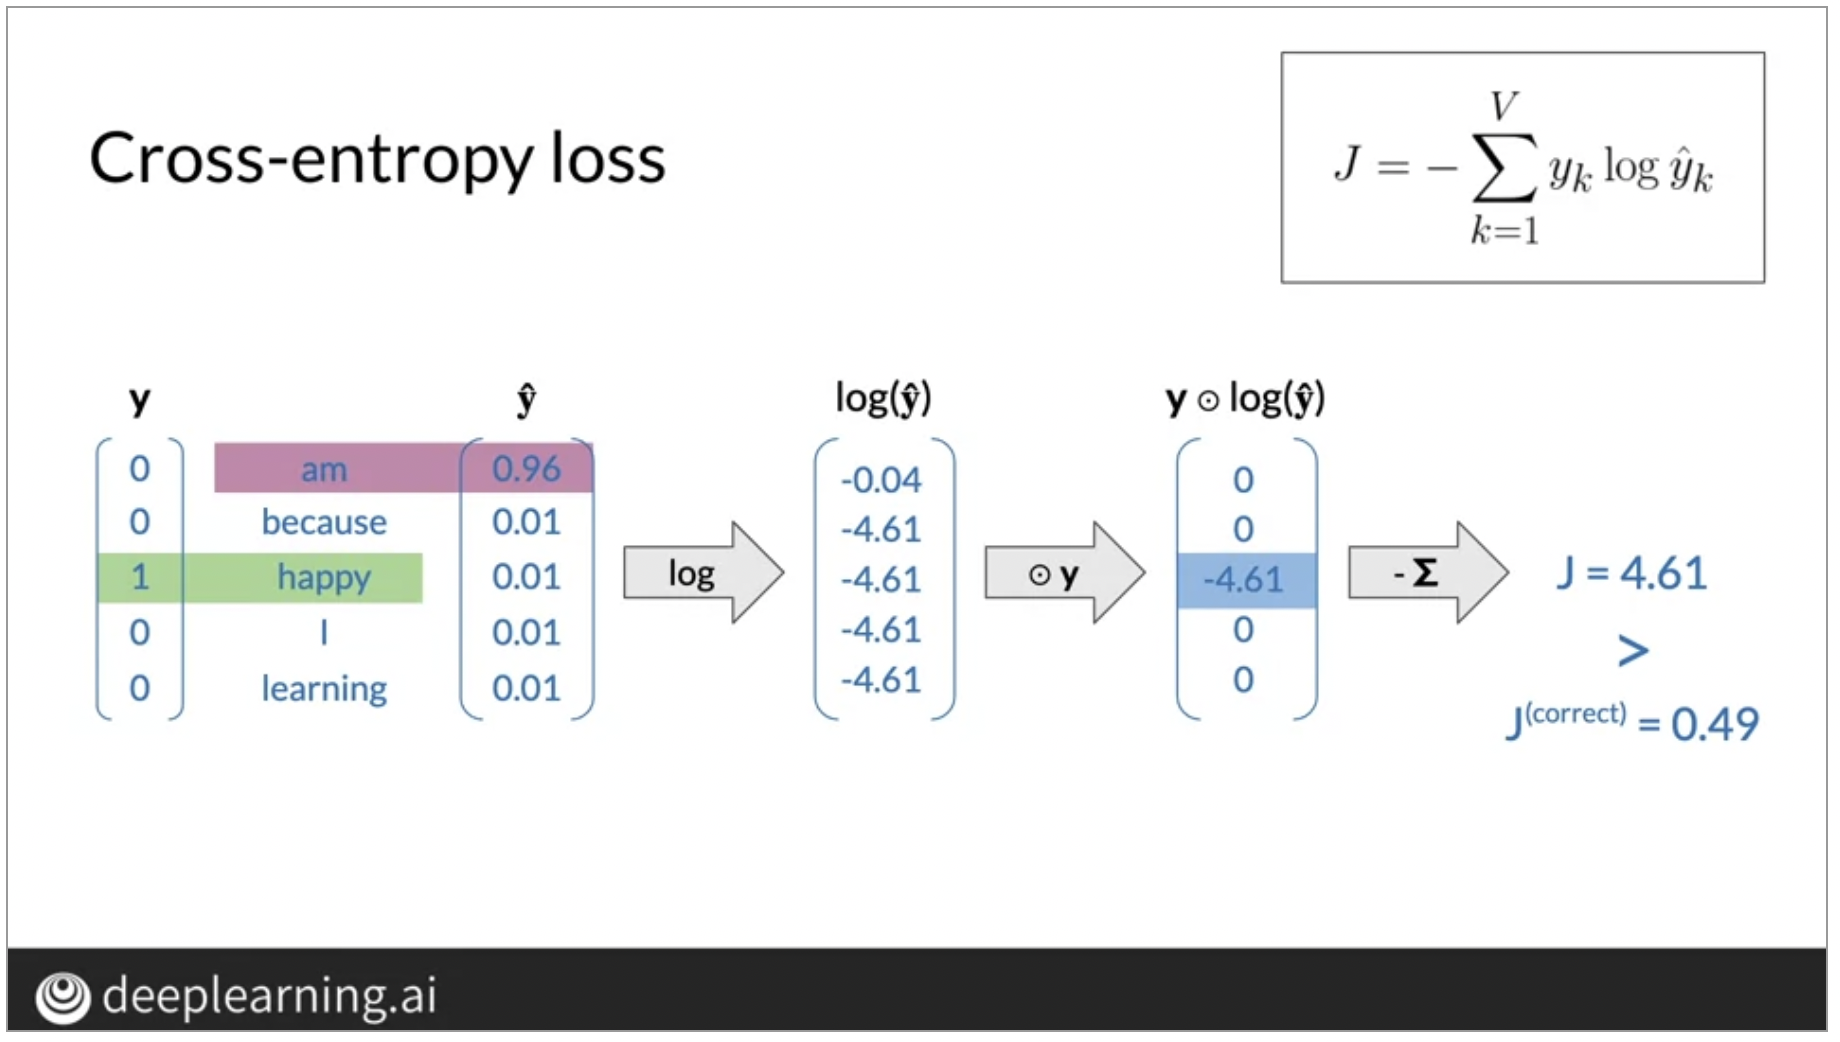 Cross-entropy loss
J = − ∑_{k=1}^{V} y_k log ŷ_k
y ŷ log(ŷ) y ⊙ log(ŷ)
0 am 0.96 -0.04 0
0 because 0.01 -4.61 0
1 happy 0.01 log -4.61 ⊙ y -4.61 - Σ J = 4.61
0 I 0.01 -4.61 0 >
0 learning 0.01 -4.61 0
J^(correct) = 0.49
deeplearning.ai